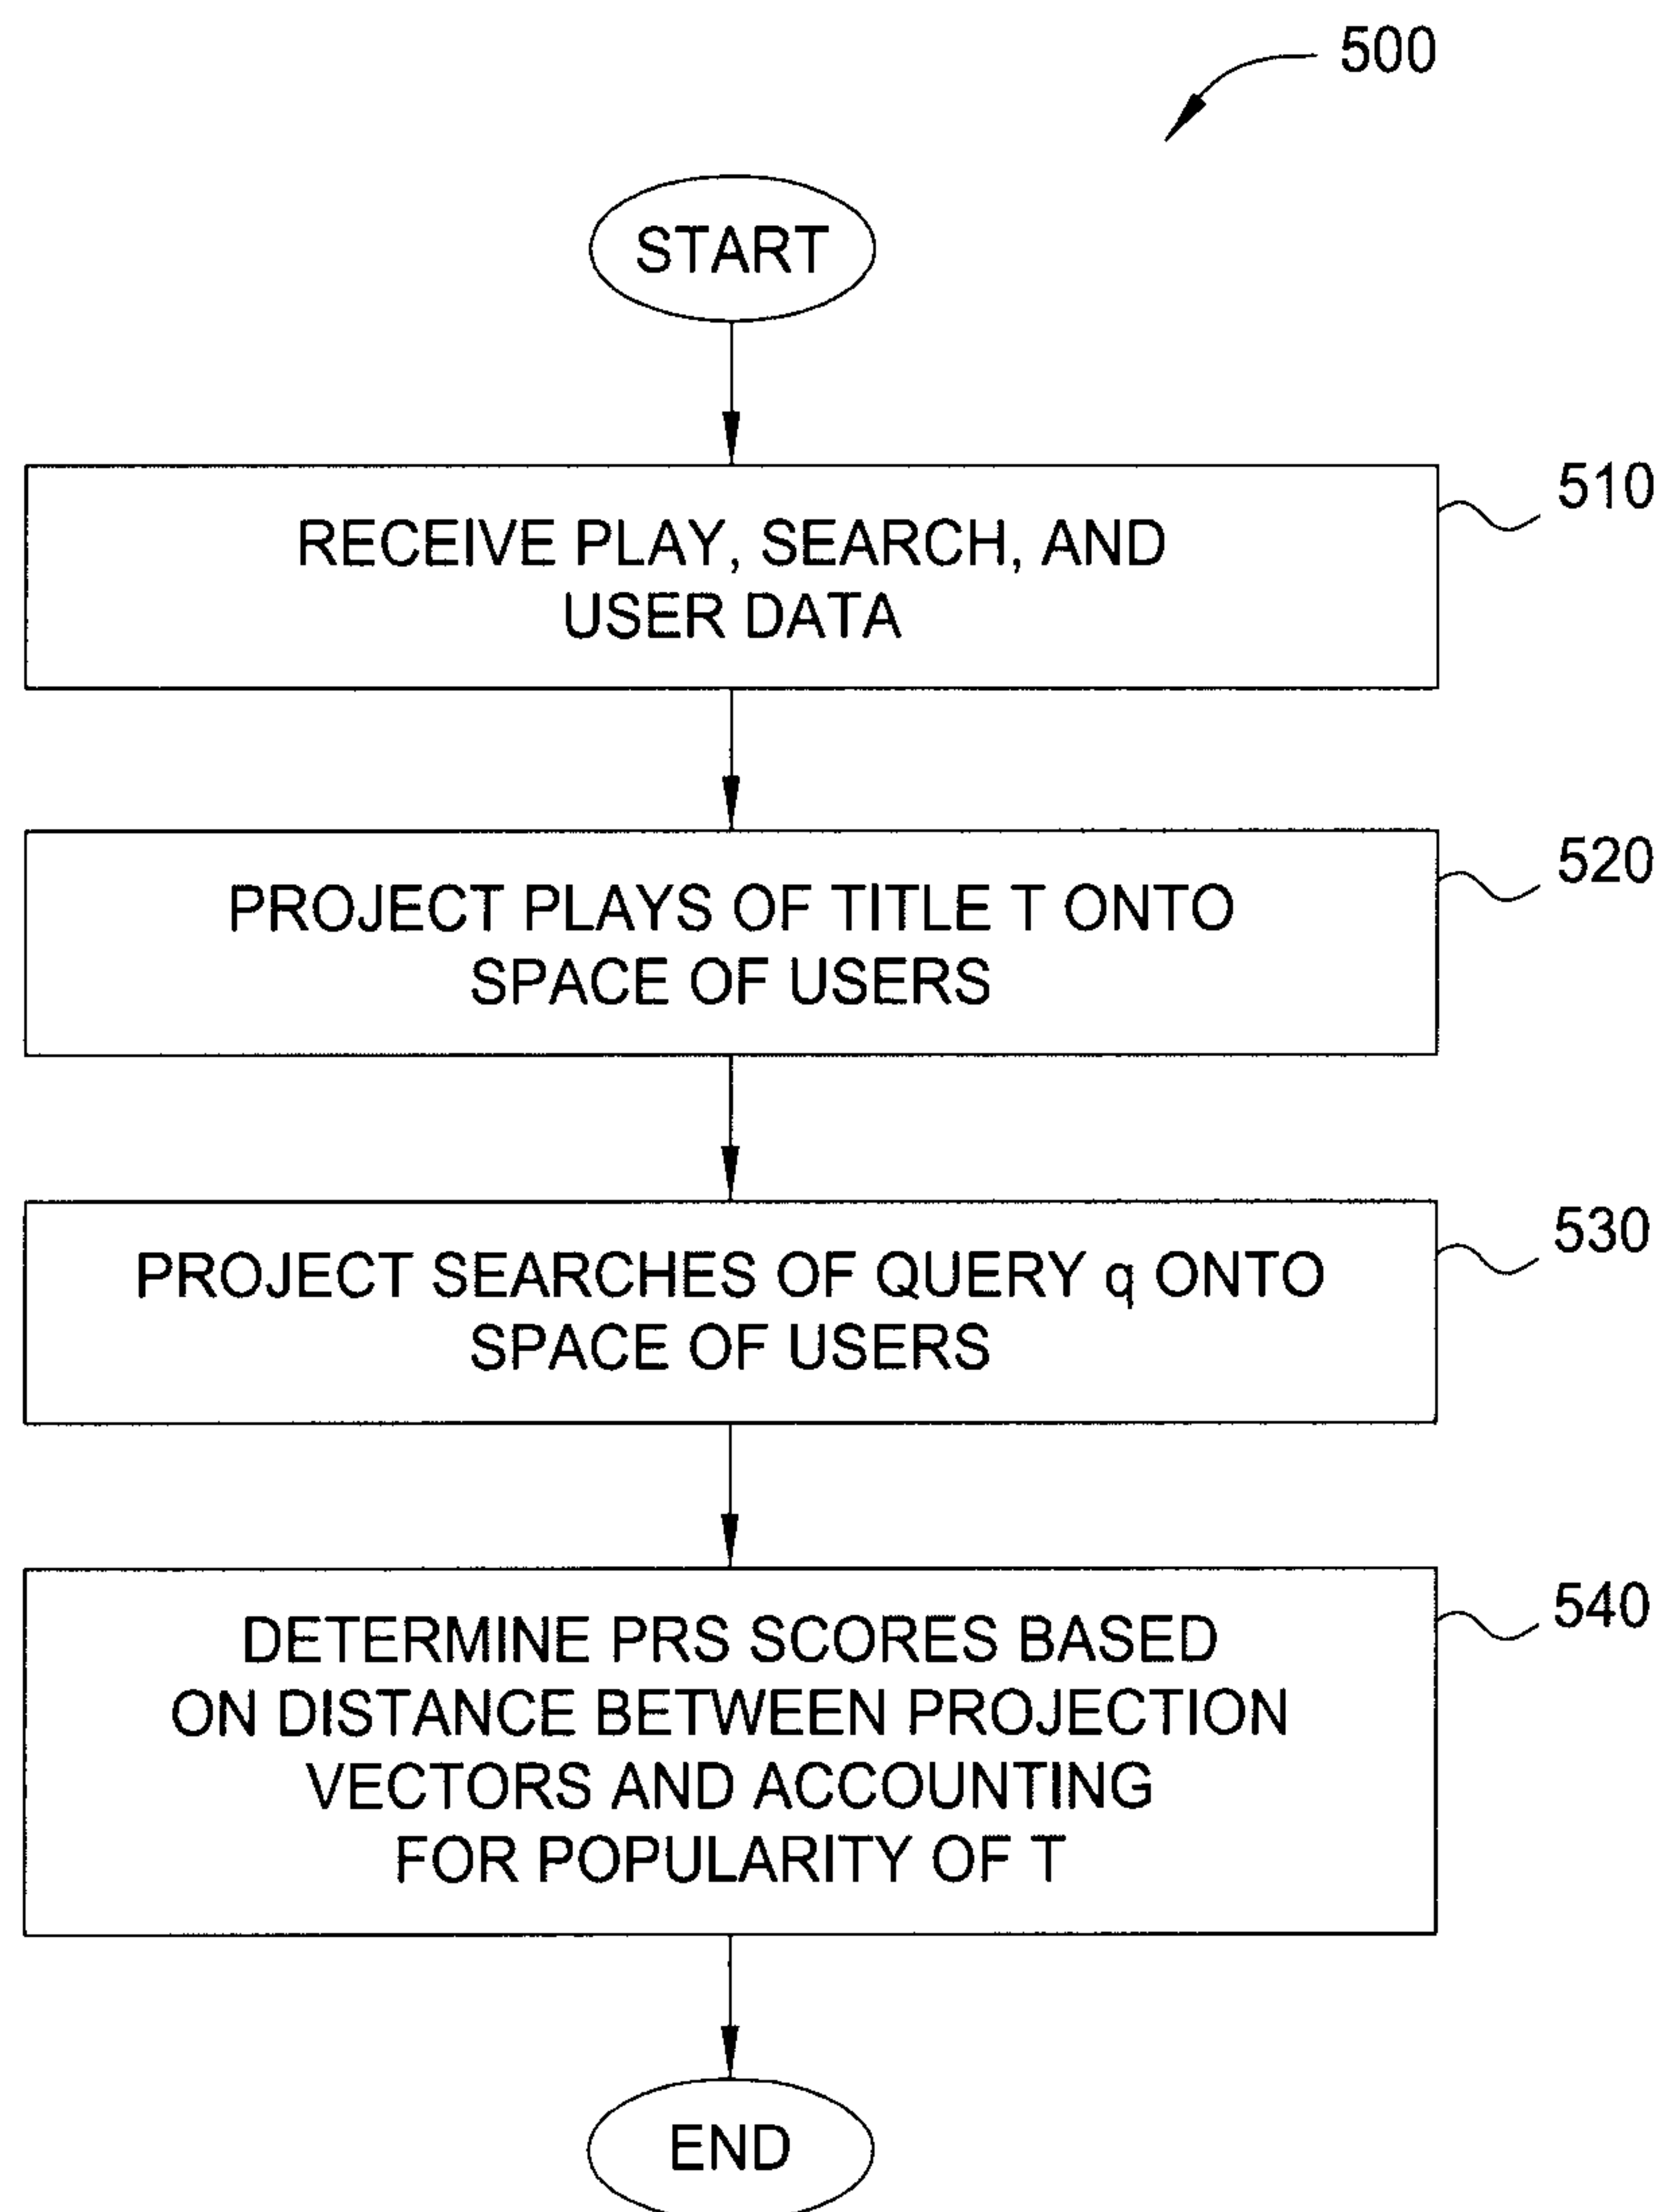 500
START
510
RECEIVE PLAY, SEARCH, AND
USER DATA
520
PROJECT PLAYS OF TITLE T ONTO
SPACE OF USERS
530
PROJECT SEARCHES OF QUERY q ONTO
SPACE OF USERS
540
DETERMINE PRS SCORES BASED
ON DISTANCE BETWEEN PROJECTION
VECTORS AND ACCOUNTING
FOR POPULARITY OF T
END